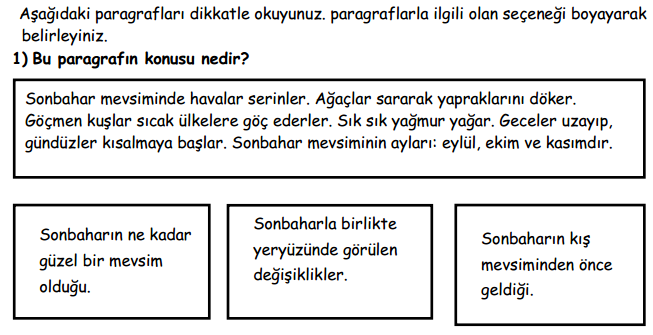 Aşağıdaki paragrafları dikkatle okuyunuz. paragraflarla ilgili olan seçeneği boyayarak
belirleyiniz.
1) Bu paragrafın konusu nedir?
Sonbahar mevsiminde havalar serinler. Ağaçlar sararak yapraklarını döker.
Göçmen kuşlar sıcak ülkelere göç ederler. Sık sık yağmur yağar. Geceler uzayıp,
gündüzler kısalmaya başlar. Sonbahar mevsiminin ayları: eylül, ekim ve kasımdır.
Sonbaharın ne kadar
güzel bir mevsim
olduğu.
Sonbaharla birlikte
yeryüzünde görülen
değişiklikler.
Sonbaharın kış
mevsiminden önce
geldiği.